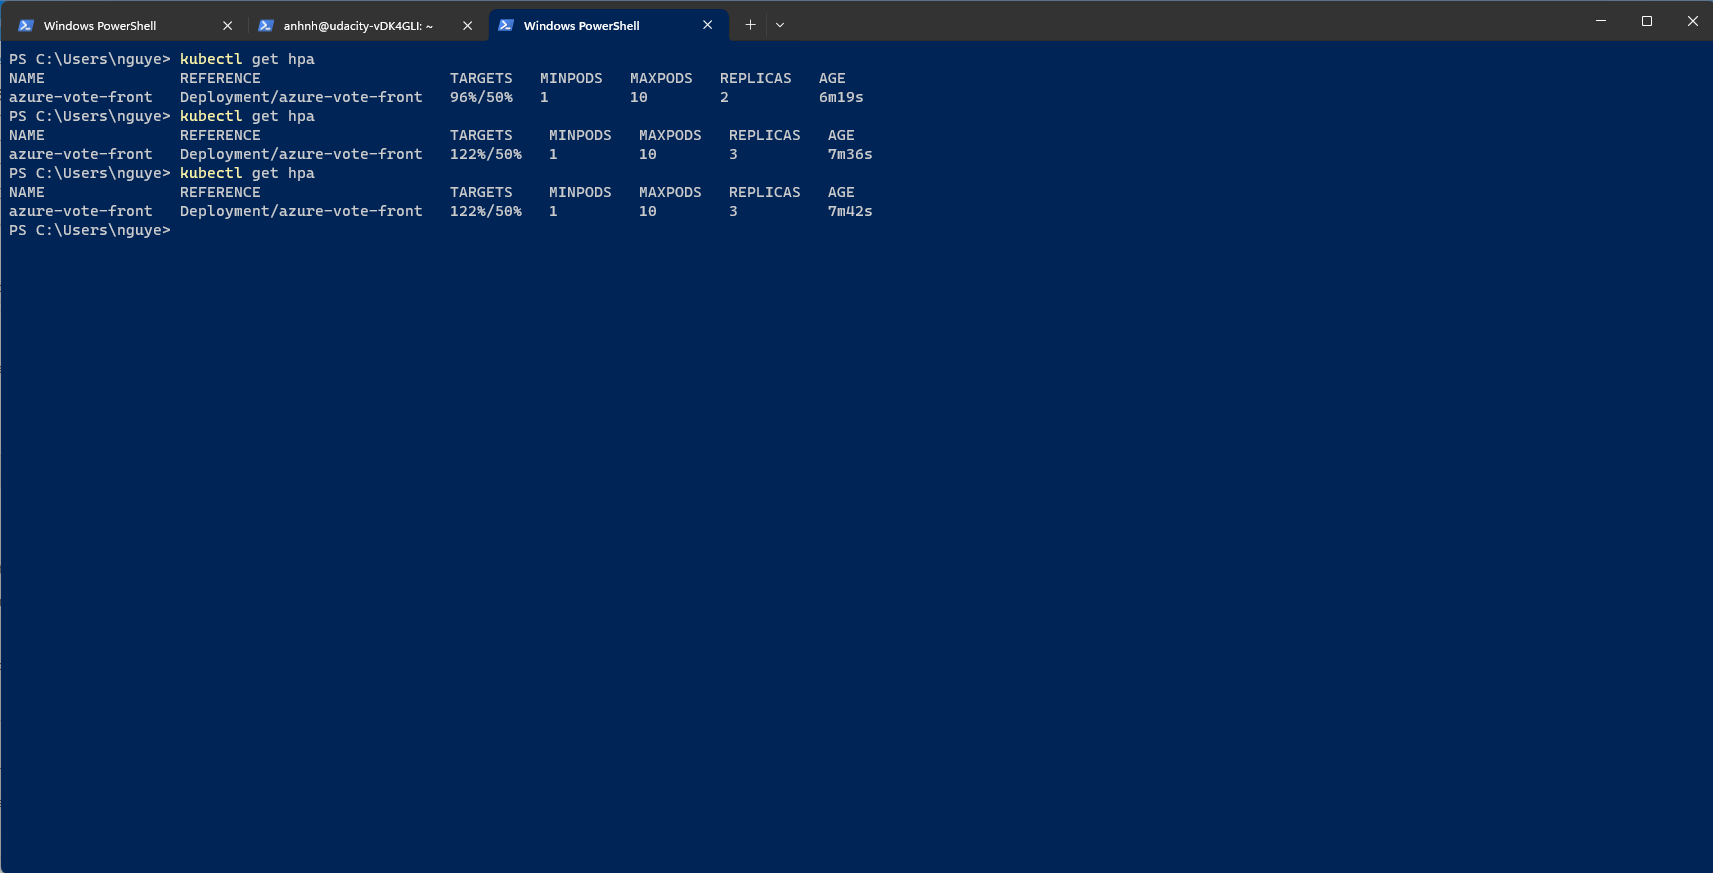 Windows PowerShell
anhnh@udacity-vDK4GLI: ~
Windows PowerShell
PS C:\Users\nguye> kubectl get hpa
NAME REFERENCE TARGETS MINPODS MAXPODS REPLICAS AGE
azure-vote-front Deployment/azure-vote-front 96%/50% 1 10 2 6m19s
PS C:\Users\nguye> kubectl get hpa
NAME REFERENCE TARGETS MINPODS MAXPODS REPLICAS AGE
azure-vote-front Deployment/azure-vote-front 122%/50% 1 10 3 7m36s
PS C:\Users\nguye> kubectl get hpa
NAME REFERENCE TARGETS MINPODS MAXPODS REPLICAS AGE
azure-vote-front Deployment/azure-vote-front 122%/50% 1 10 3 7m42s
PS C:\Users\nguye>